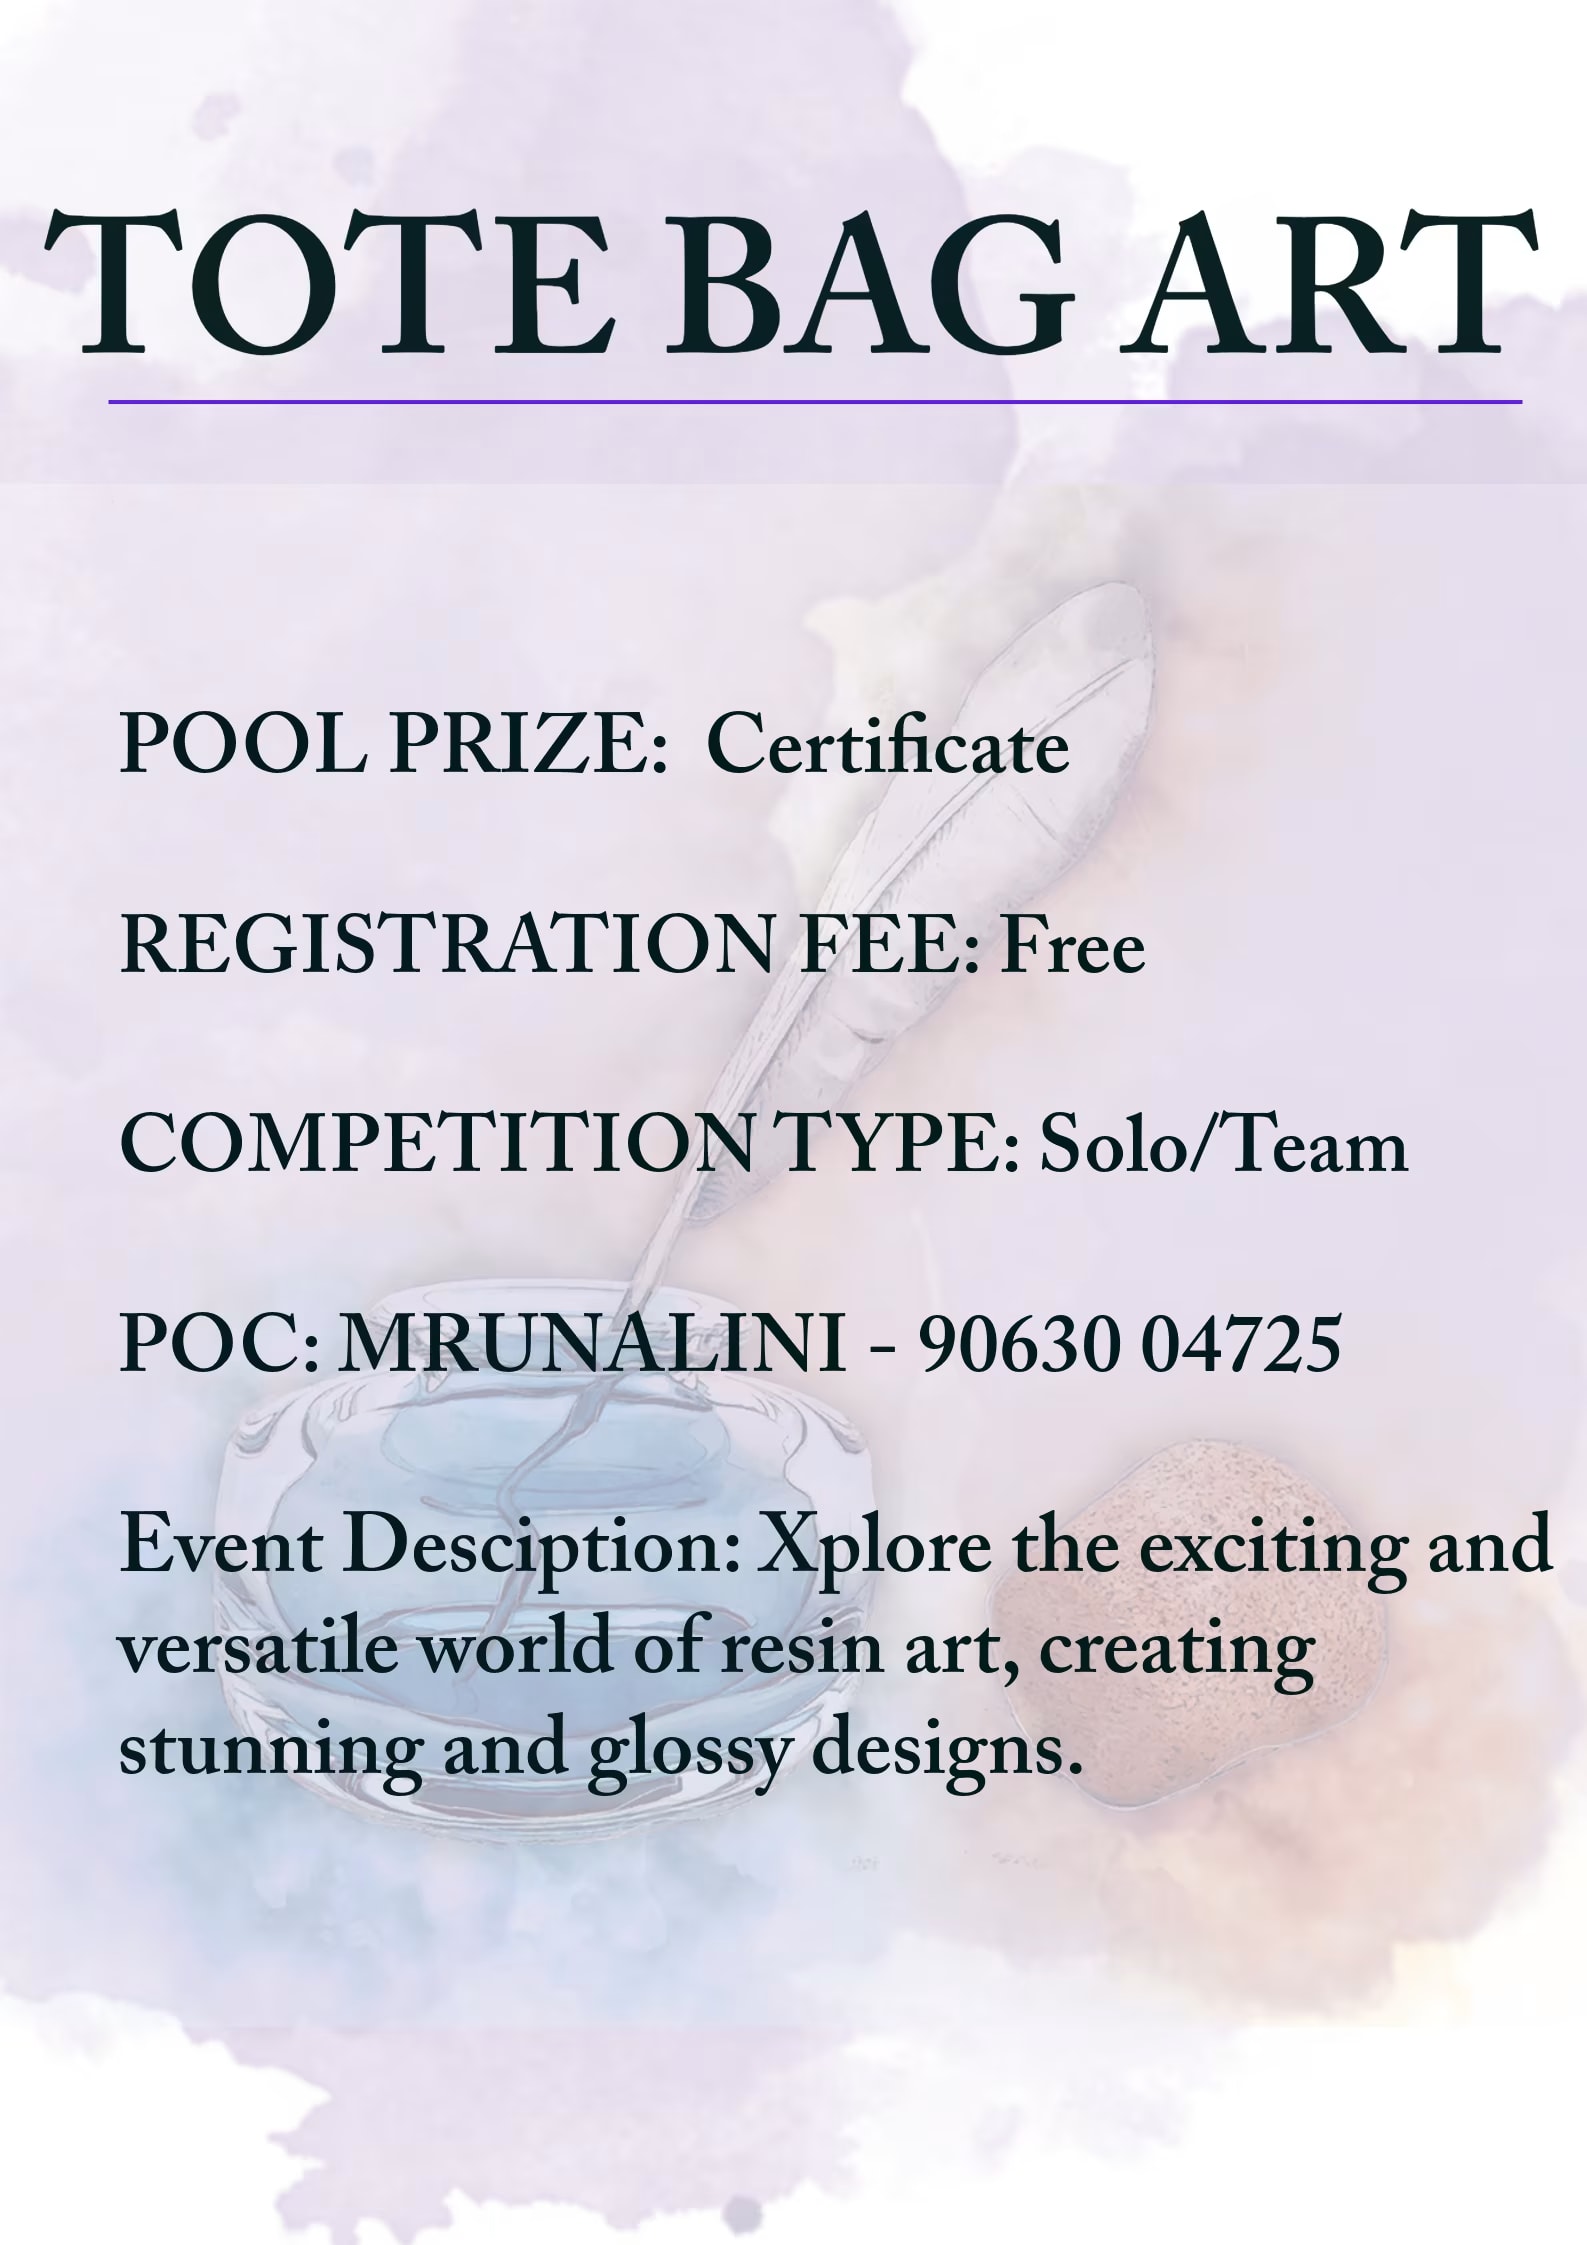 TOTE BAG ART
POOL PRIZE: Certificate
REGISTRATION FEE: Free
COMPETITION TYPE: Solo/Team
POC: MRUNALINI - 90630 04725
Event Desciption: Xplore the exciting and
versatile world of resin art, creating
stunning and glossy designs.